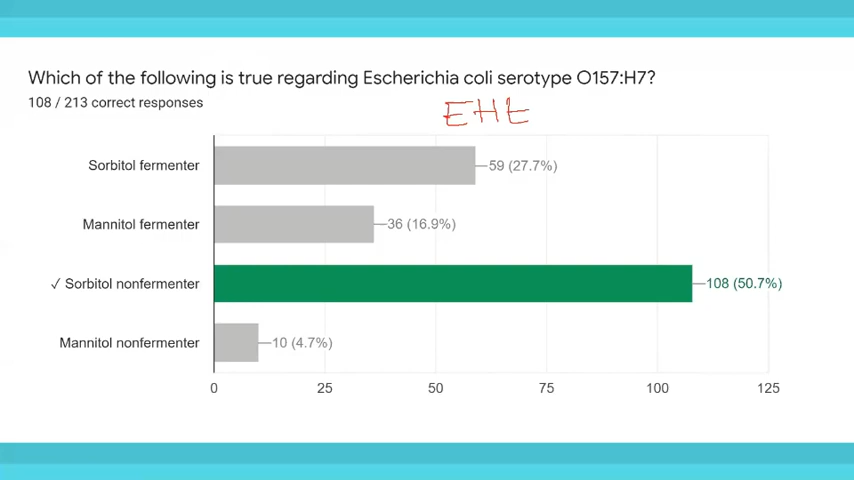 Which of the following is true regarding Escherichia coli serotype O157:H7?
108 / 213 correct responses
EHE
Sorbitol fermenter
59 (27.7%)
Mannitol fermenter
36 (16.9%)
✓ Sorbitol nonfermenter
108 (50.7%)
Mannitol nonfermenter
10 (4.7%)
0 25 50 75 100 125